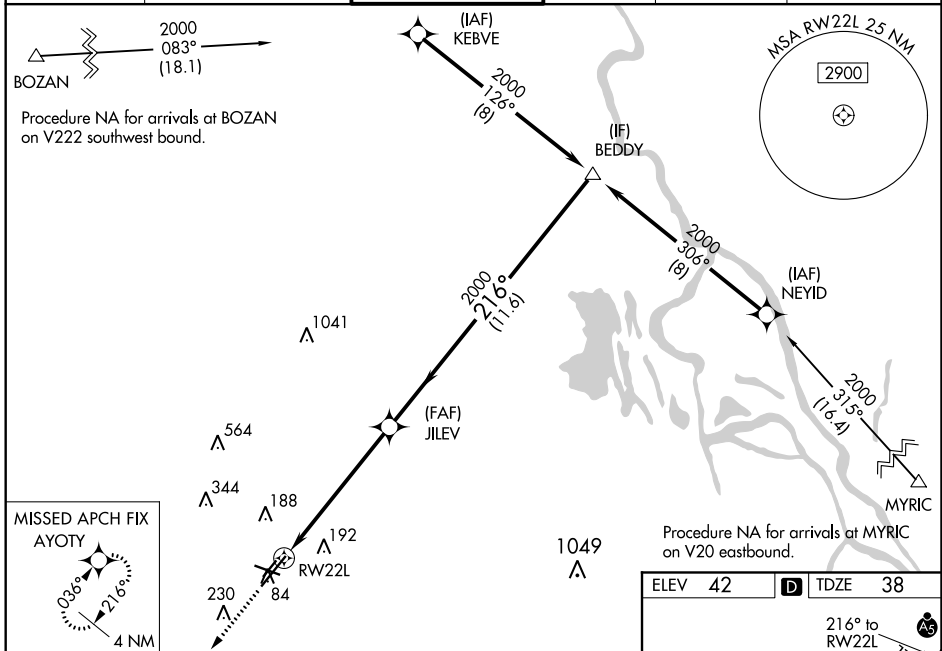 2000
083°
(18.1)
BOZAN
Procedure NA for arrivals at BOZAN
on V222 southwest bound.
(IAF)
KEBVE
2000
126°
(8)
(IF)
BEDDY
MSA RW22L 25 NM
2900
2000
306°
(8)
(IAF)
NEYID
2000
216°
(11.6)
1041
2000
315°
(16.4)
(FAF)
JILEV
564
344
188
192
MYRIC
Procedure NA for arrivals at MYRIC
on V20 eastbound.
MISSED APCH FIX
AYOTY
036°
216°
4 NM
RW22L
84
230
1049
ELEV 42 D TDZE 38
216° to
RW22L
A5